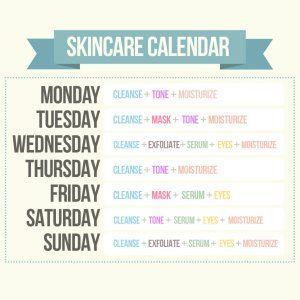 SKINCARE CALENDAR
MONDAY CLEANSE + TONE + MOISTURIZE
TUESDAY CLEANSE + MASK + TONE + MOISTURIZE
WEDNESDAY CLEANSE + EXFOLIATE + SERUM + EYES + MOISTURIZE
THURSDAY CLEANSE + TONE + MOISTURIZE
FRIDAY CLEANSE + MASK + SERUM + EYES
SATURDAY CLEANSE + TONE + SERUM + EYES + MOISTURIZE
SUNDAY CLEANSE + EXFOLIATE + SERUM + EYES + MOISTURIZE